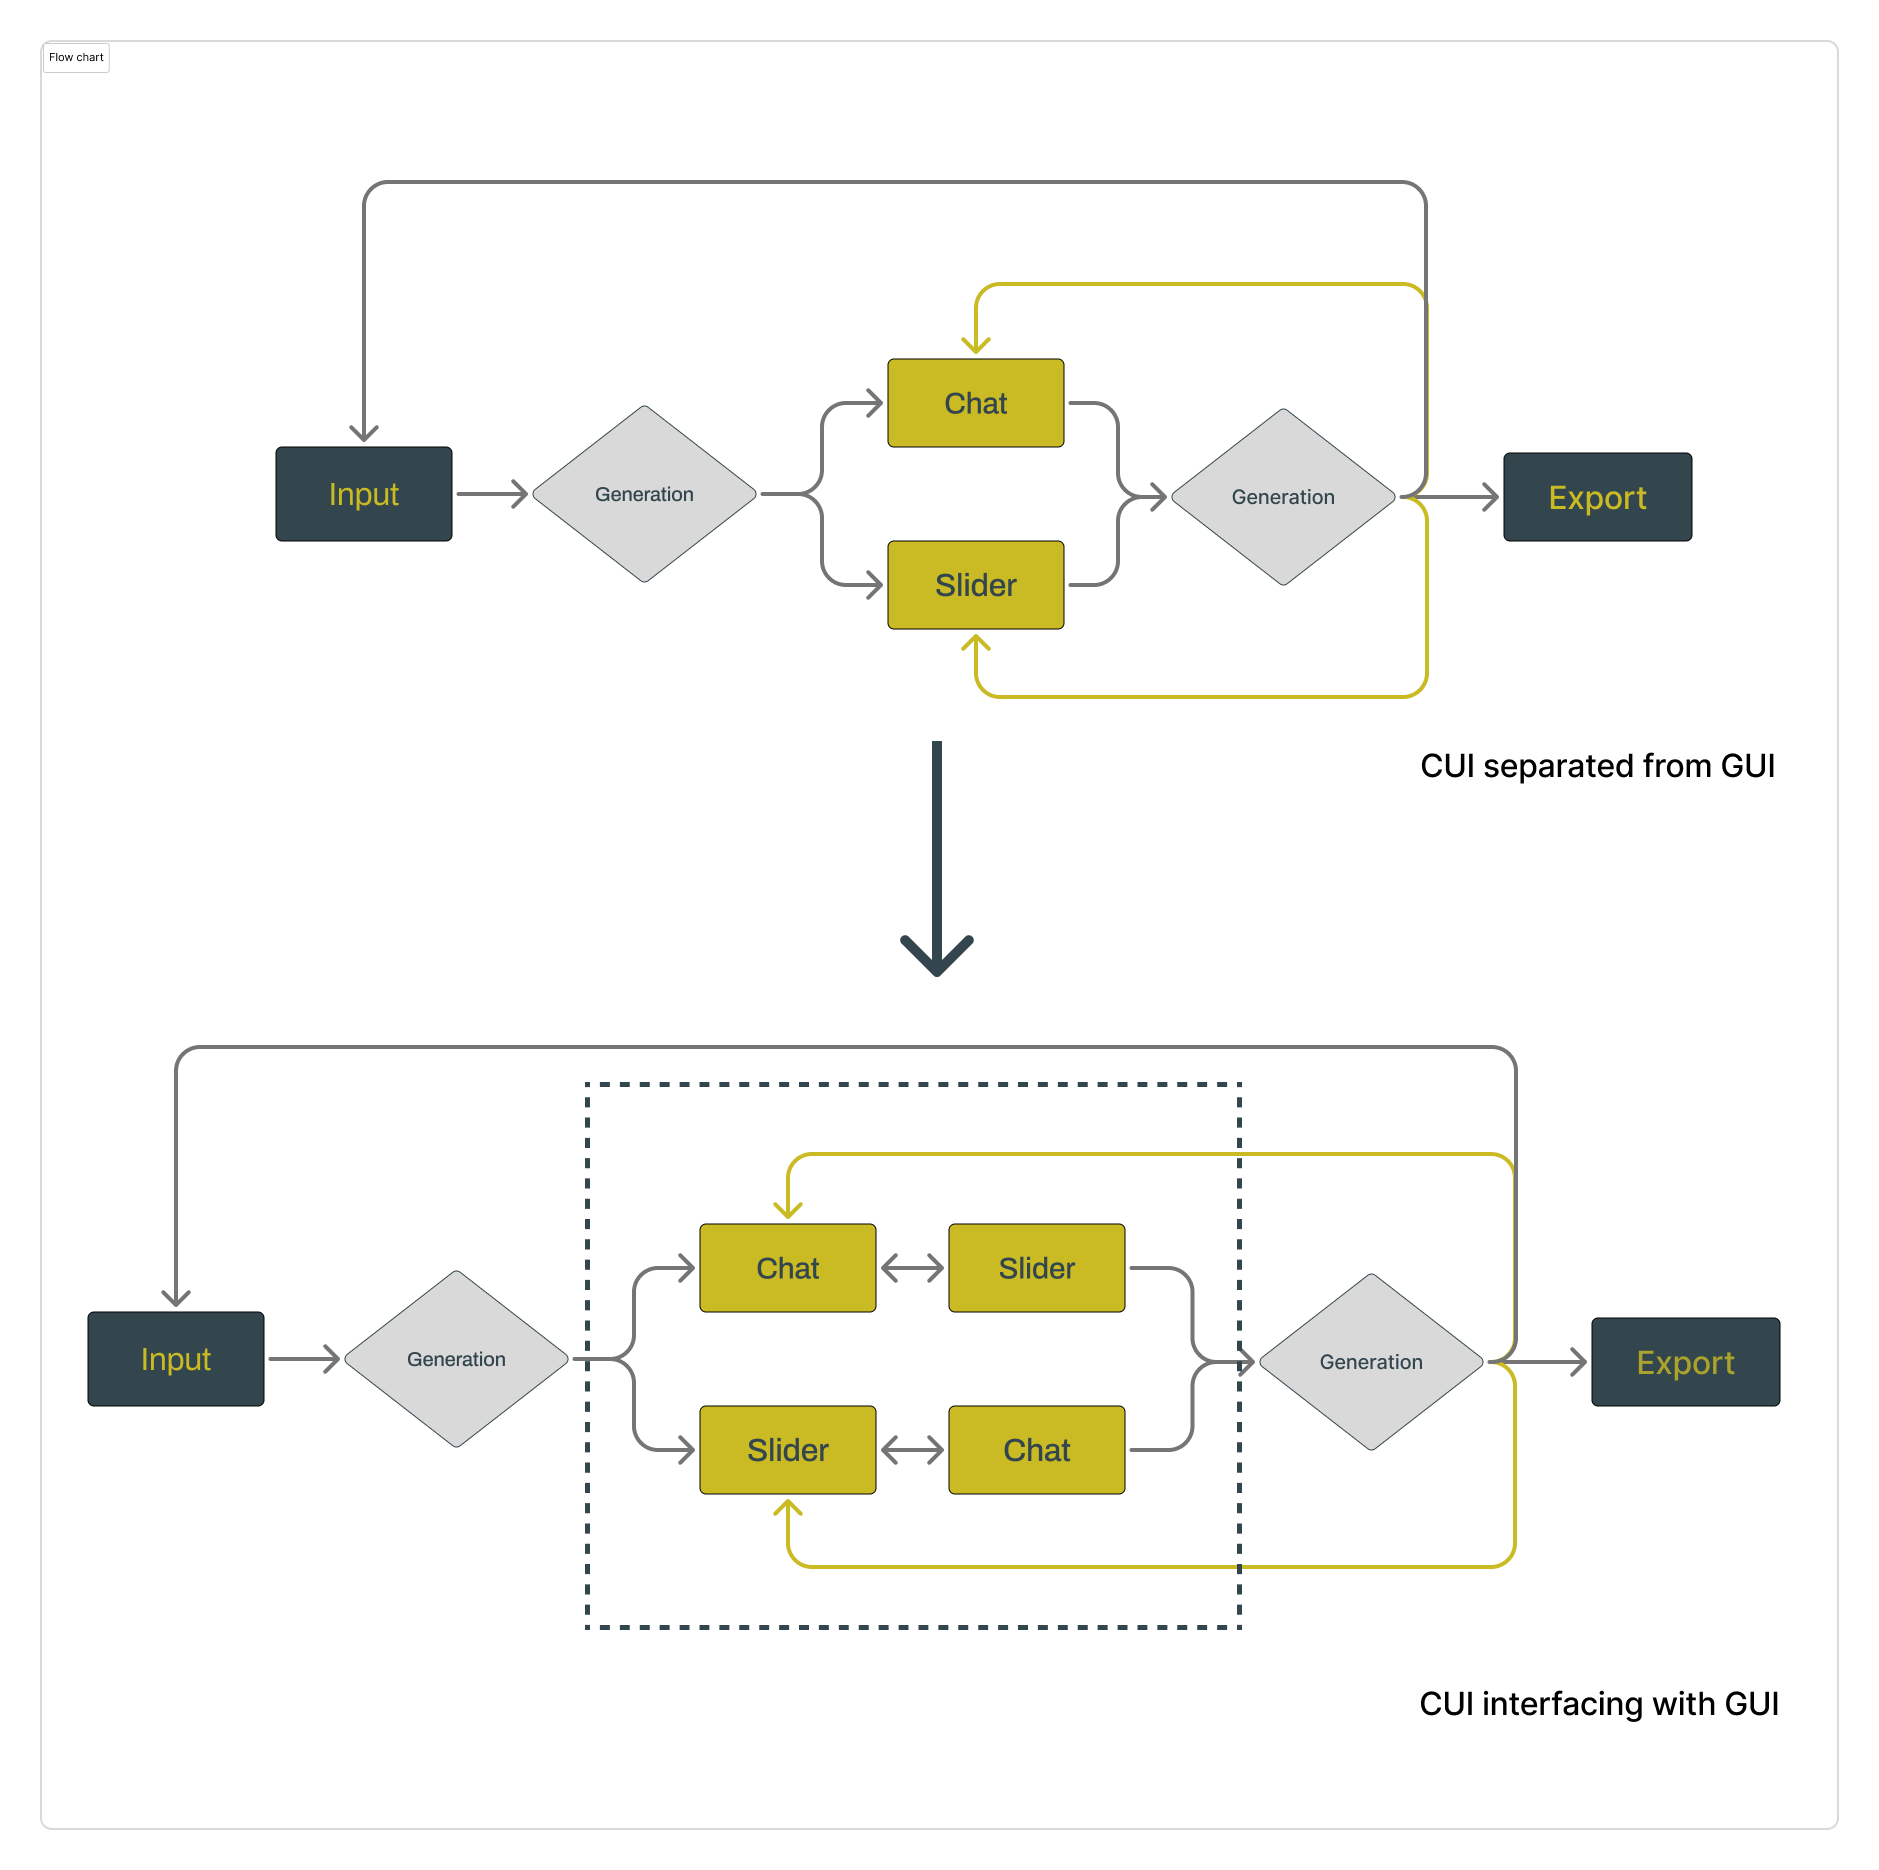 Flow chart
Chat
Input
Generation
Generation
Export
Slider
CUI separated from GUI
Chat
Slider
Input
Generation
Generation
Export
Slider
Chat
CUI interfacing with GUI